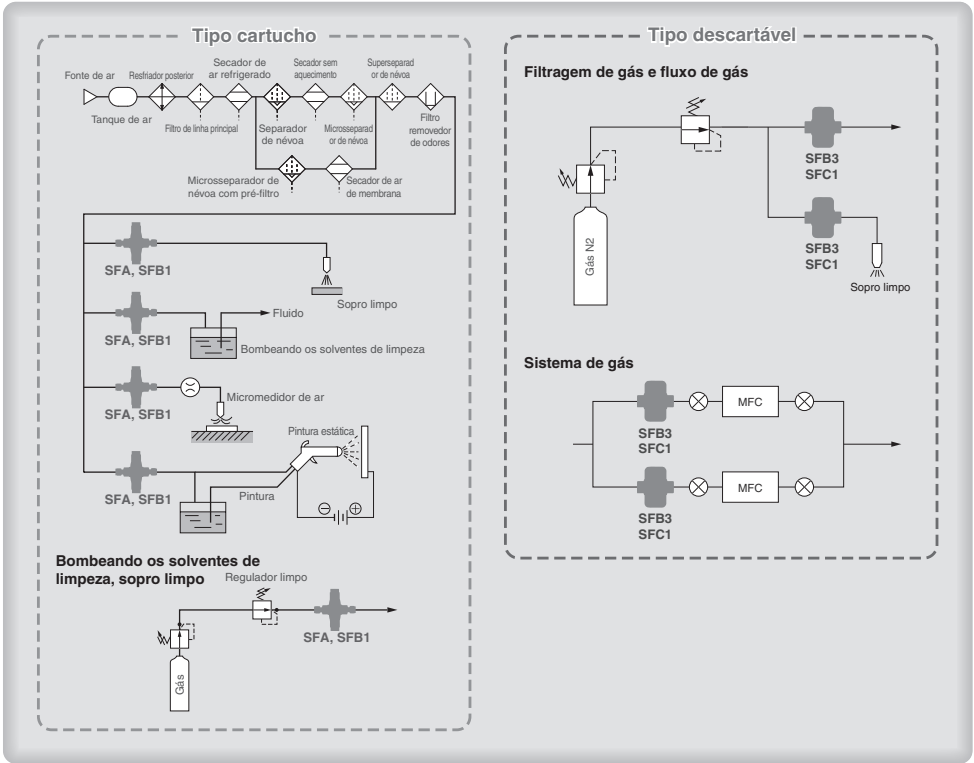 Tipo cartucho
Fonte de ar
Resfriador posterior
Secador de
ar refrigerado
Secador sem
aquecimento
Superseparad
or de névoa
Tanque de ar
Filtro de linha principal
Separador
de névoa
Microsseparad
or de névoa
Filtro
removedor
de odores
Microsseparador de
névoa com pré-filtro
Secador de ar
de membrana
SFA, SFB1
Sopro limpo
SFA, SFB1
Fluido
Bombeando os solventes de limpeza
SFA, SFB1
Micromedidor de ar
Pintura estática
SFA, SFB1
Pintura
Bombeando os solventes de
limpeza, sopro limpo
Regulador limpo
SFA, SFB1
Gás
Tipo descartável
Filtragem de gás e fluxo de gás
SFB3
SFC1
Gás N2
SFB3
SFC1
Sopro limpo
Sistema de gás
MFC
SFB3
SFC1
MFC
SFB3
SFC1